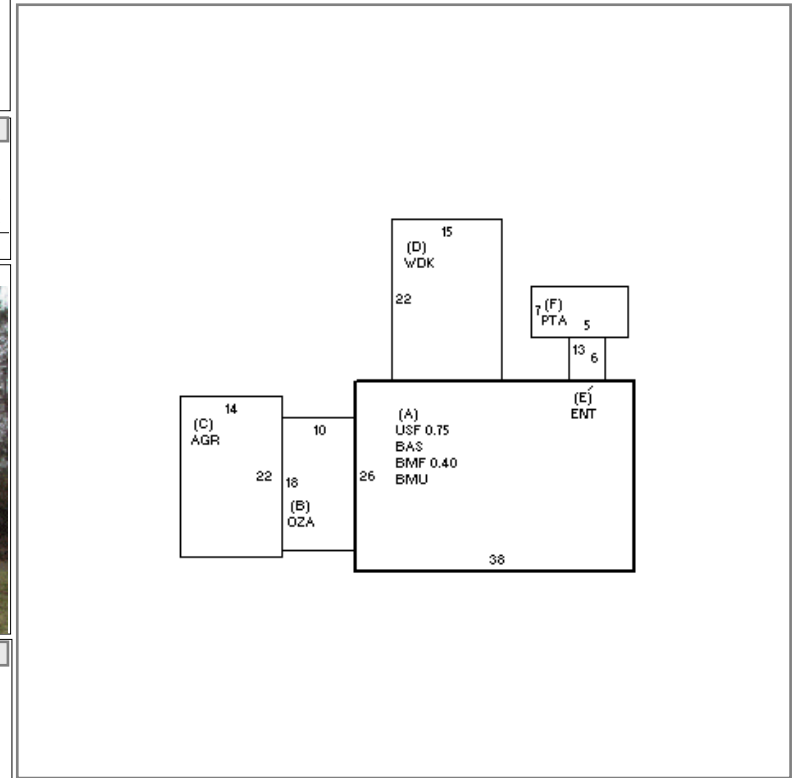 15
(D)
WDK
22
7 (F)
PTA 5
13 6
(E)
ENT
14
(C)
AGR
22
10
18
(B)
OZA
(A)
USF 0.75
BAS
BMF 0.40
BMU
26
38